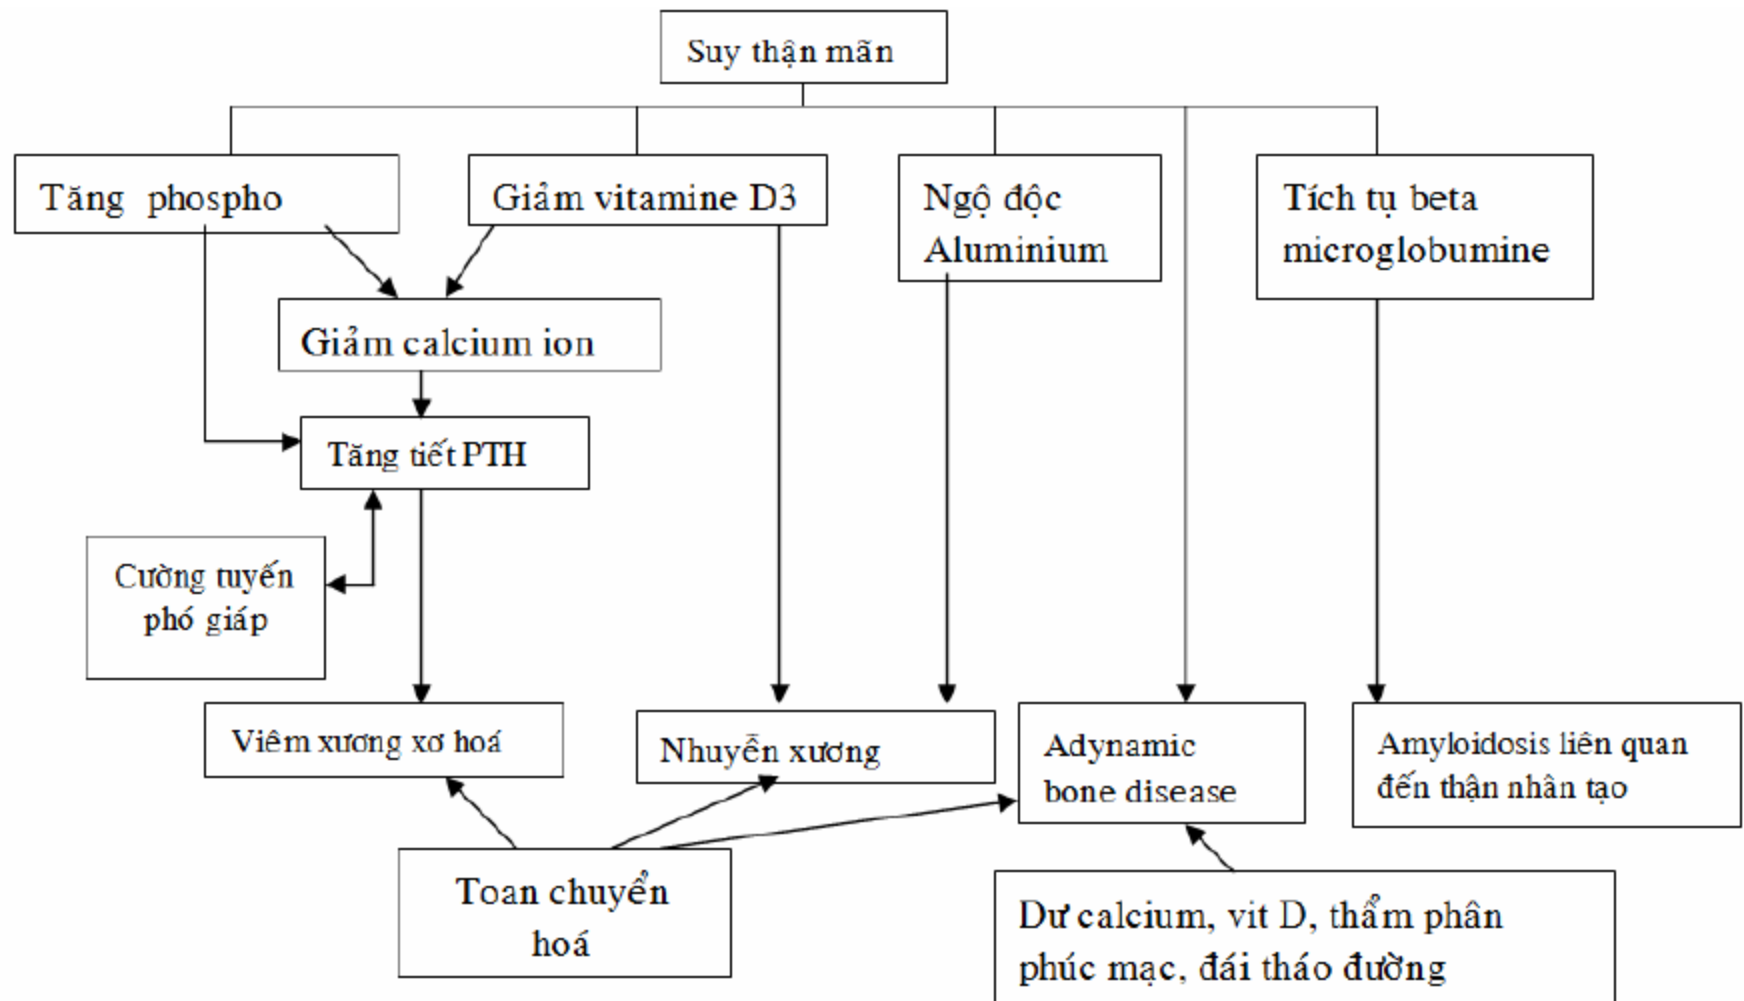 Suy thận mãn
Tăng phospho
Giảm vitamine D3
Ngộ độc
Aluminium
Tích tụ beta
microglobumine
Giảm calcium ion
Tăng tiết PTH
Cường tuyến
phó giáp
Viêm xương xơ hoá
Nhuyễn xương
Adynamic
bone disease
Amyloidosis liên quan
đến thận nhân tạo
Toan chuyển
hoá
Dư calcium, vit D, thẩm phân
phúc mạc, đái tháo đường